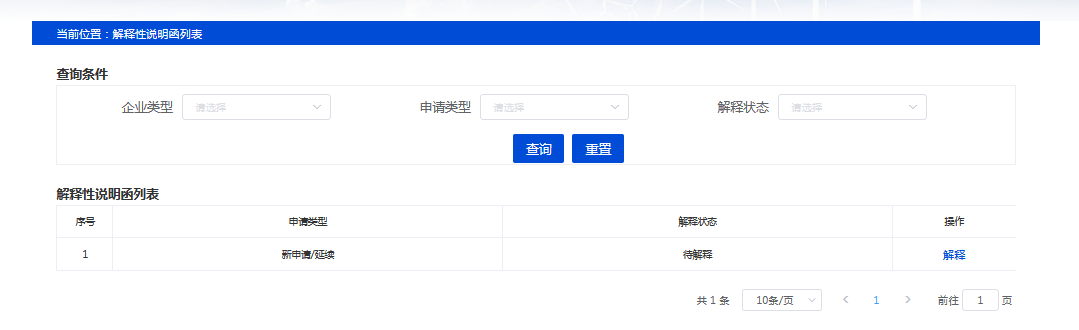 当前位置：解释性说明函列表
查询条件
企业类型 请选择 申请类型 请选择 解释状态 请选择
查询 重置
解释性说明函列表
序号 申请类型 解释状态 操作
1 新申请/延续 待解释 解释
共 1 条 10条/页 1 前往 1 页